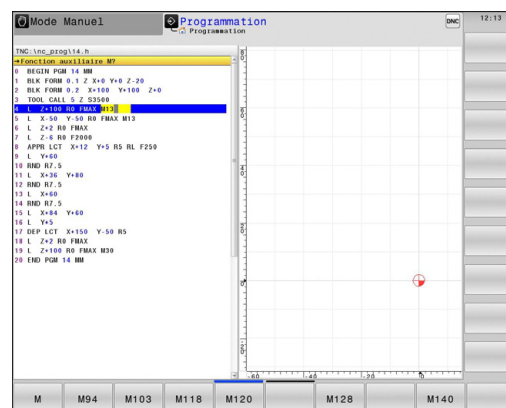 Mode Manuel
Programmation
Programmation
DNC
12:13
TNC:\nc_prog\14.h
→Fonction auxiliaire M?
0 BEGIN PGM 14 MM
1 BLK FORM 0.1 Z X+0 Y+0 Z-20
2 BLK FORM 0.2 X+100 Y+100 Z+0
3 TOOL CALL 5 Z S3500
4 L Z+100 R0 FMAX M13
5 L X-50 Y-50 R0 FMAX M13
6 L Z+2 R0 FMAX
7 L Z-6 R0 F2000
8 APPR LCT X+12 Y+5 R5 RL F250
9 L Y+60
10 RND R7.5
11 L X+36 Y+80
12 RND R7.5
13 L X+60
14 RND R7.5
15 L X+84 Y+60
16 L Y+5
17 DEP LCT X+150 Y-50 R5
18 L Z+2 R0 FMAX
19 L Z+100 R0 FMAX M30
20 END PGM 14 MM
-60 -40 -20 0
M M94 M103 M118 M120 M128 M140